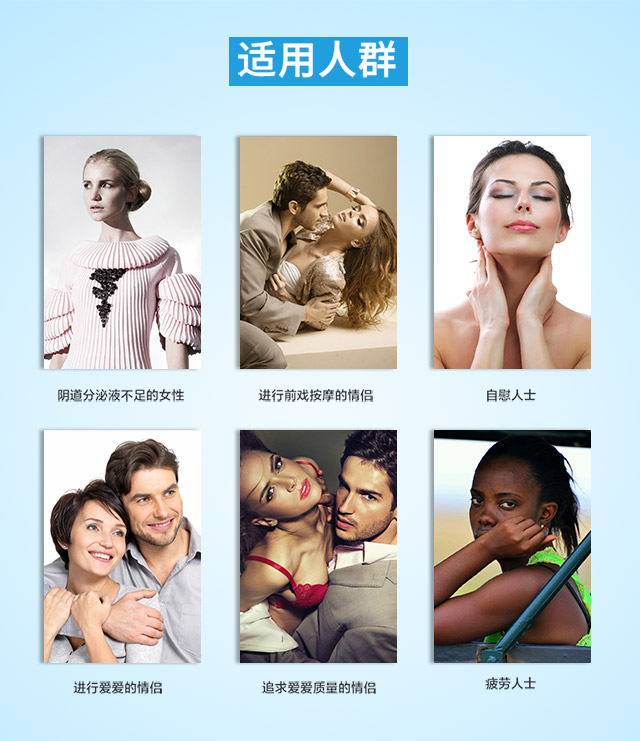 适用人群
阴道分泌液不足的女性
进行前戏按摩的情侣
自慰人士
进行爱爱的情侣
追求爱爱质量的情侣
疲劳人士